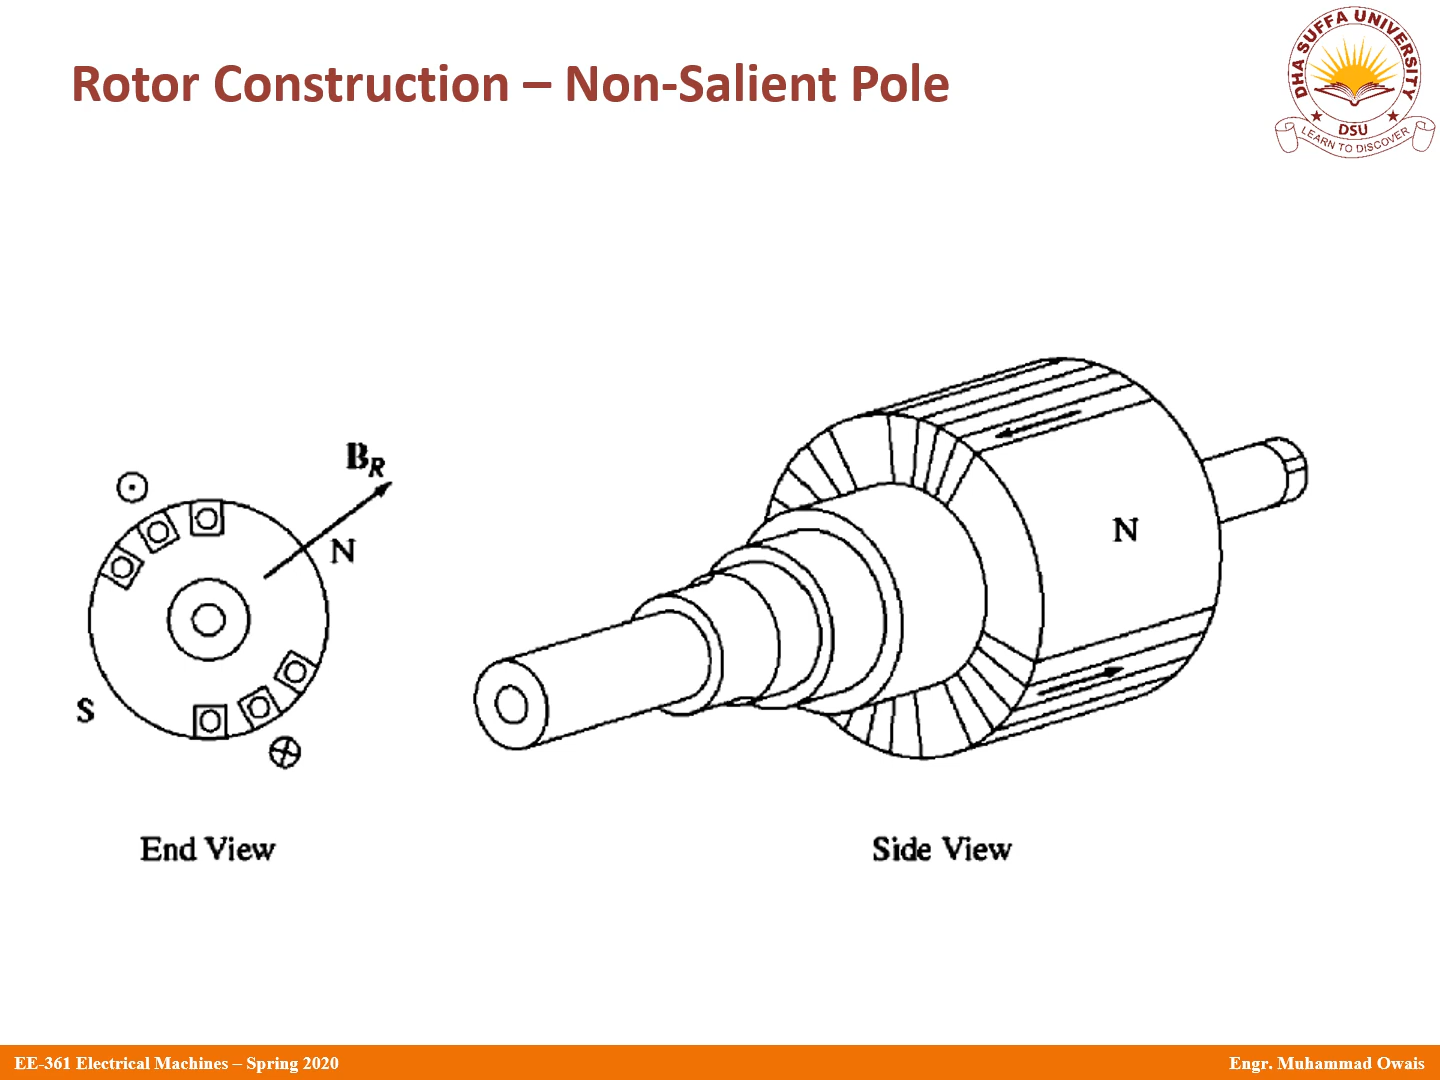 Rotor Construction – Non-Salient Pole
DHA SUFFA UNIVERSITY
DSU
LEARN TO DISCOVER
B_R
N
S
N
End View
Side View
EE-361 Electrical Machines – Spring 2020
Engr. Muhammad Owais